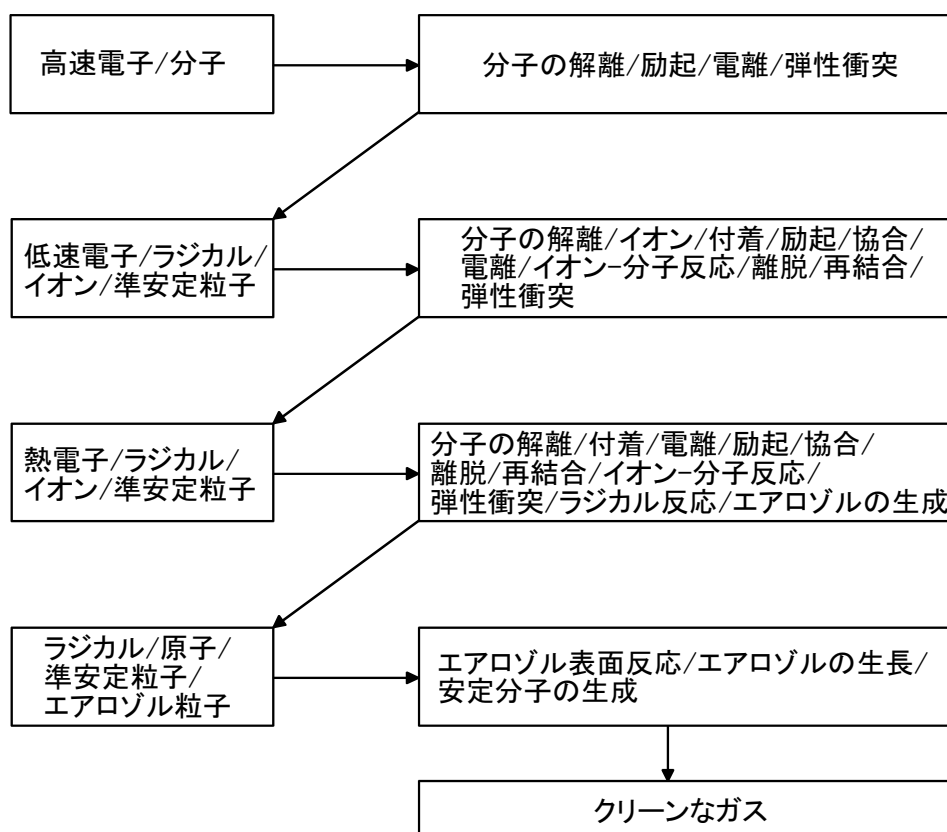 高速電子/分子
分子の解離/励起/電離/弾性衝突
低速電子/ラジカル/
イオン/準安定粒子
分子の解離/イオン/付着/励起/協合/
電離/イオン-分子反応/離脱/再結合/
弾性衝突
熱電子/ラジカル/
イオン/準安定粒子
分子の解離/付着/電離/励起/協合/
離脱/再結合/イオン-分子反応/
弾性衝突/ラジカル反応/エアロゾルの生成
ラジカル/原子/
準安定粒子/
エアロゾル粒子
エアロゾル表面反応/エアロゾルの生長/
安定分子の生成
クリーンなガス